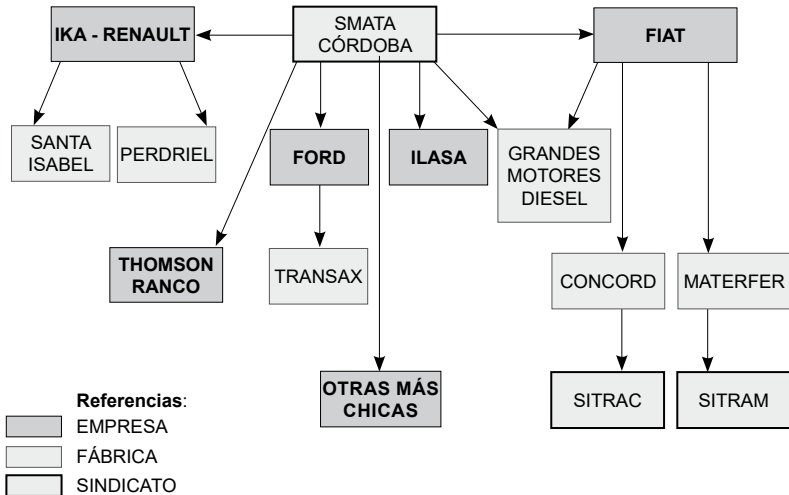 SMATA
CÓRDOBA
IKA - RENAULT
FIAT
SANTA
ISABEL
PERDRIEL
FORD
ILASA
GRANDES
MOTORES
DIESEL
THOMSON
RANCO
TRANSAX
CONCORD
MATERFER
OTRAS MÁS
CHICAS
SITRAC
SITRAM
Referencias:
EMPRESA
FÁBRICA
SINDICATO